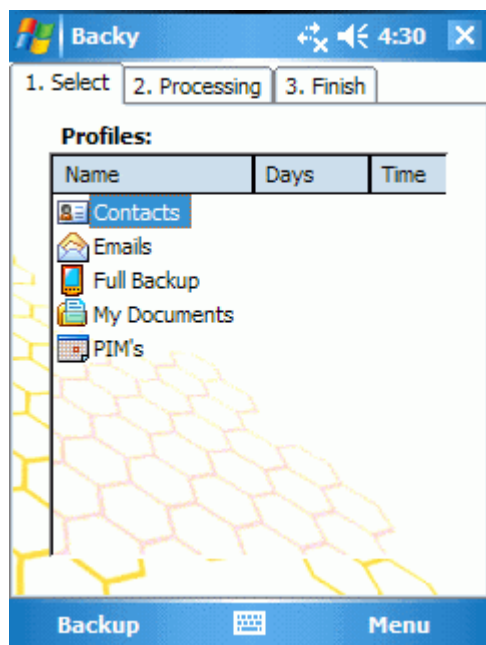 Backy 4:30
1. Select 2. Processing 3. Finish
Profiles:
Name Days Time
Contacts
Emails
Full Backup
My Documents
PIM's
Backup Menu